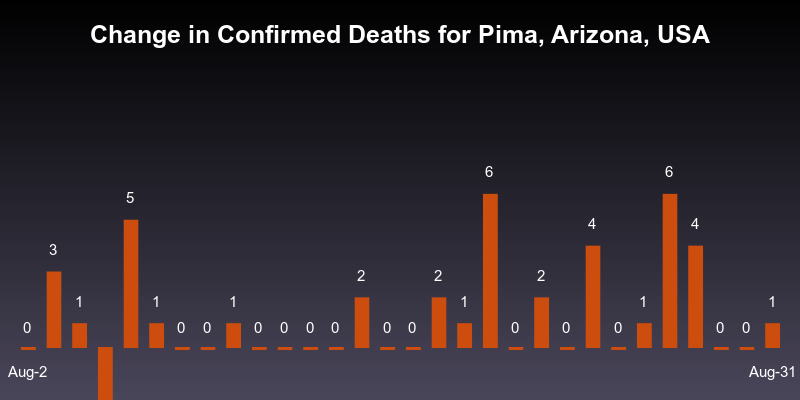 Change in Confirmed Deaths for Pima, Arizona, USA
0 3 1 5 1 0 0 1 0 0 0 0 2 0 0 2 1 6 0 2 0 4 0 1 6 4 0 0 1
Aug-2 Aug-31